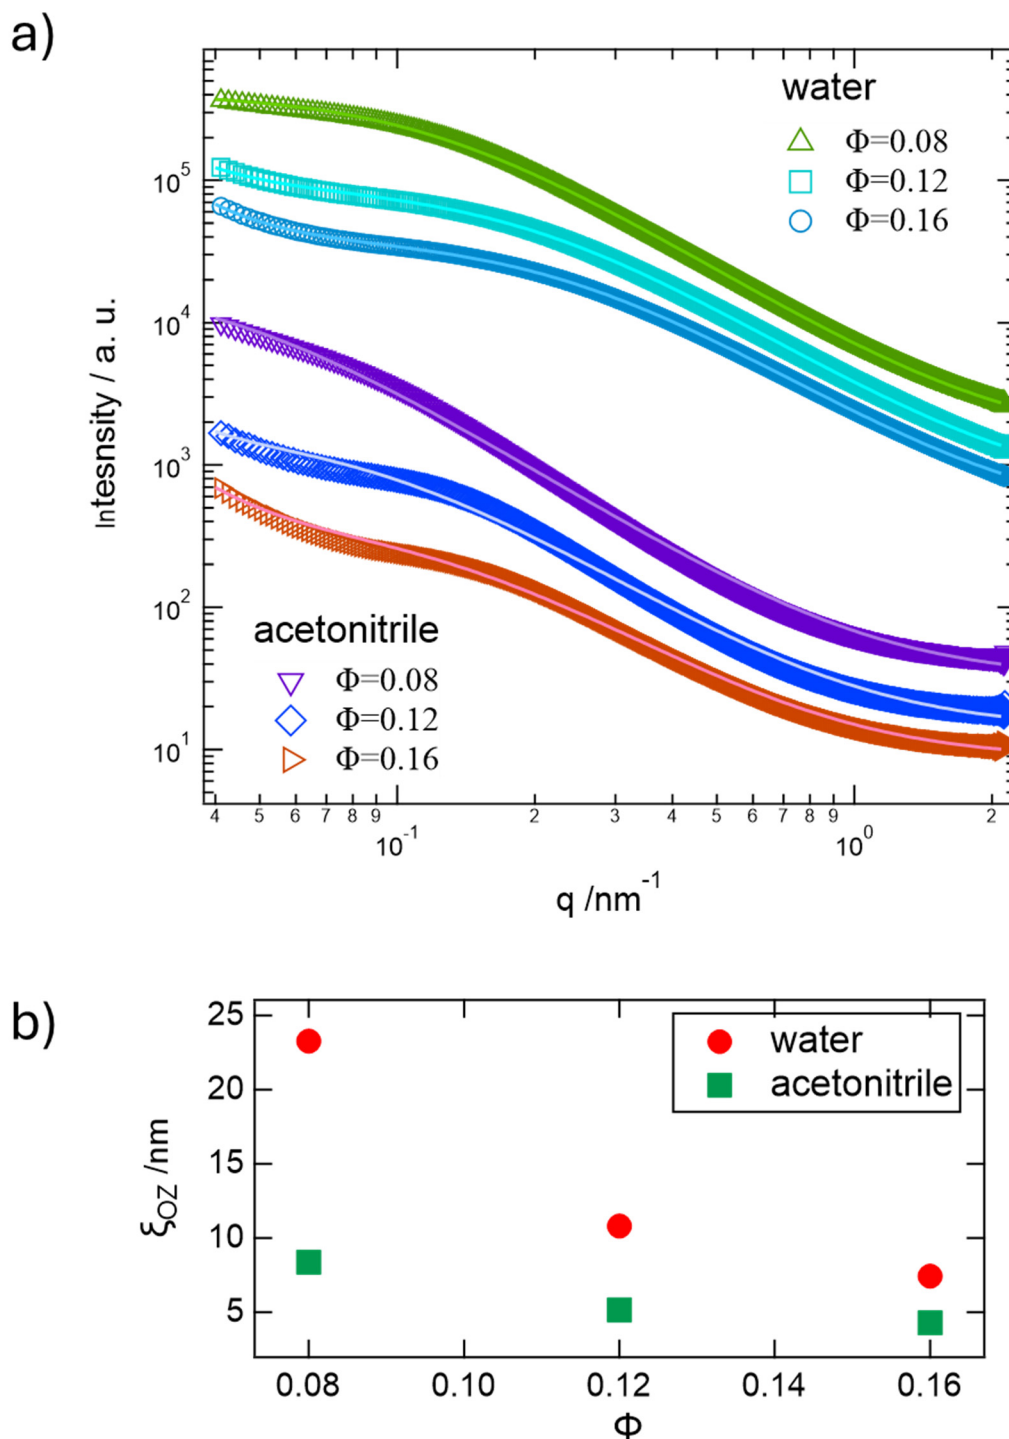 a)
water
Φ=0.08
Φ=0.12
Φ=0.16
10^5
10^4
10^3
10^2
10^1
Intesnsity / a. u.
acetonitrile
Φ=0.08
Φ=0.12
Φ=0.16
4 5 6 7 8 9 2 3 4 5 6 7 8 9 2
10^-1 10^0
q /nm^-1
b)
25
20
15
10
5
ξOZ /nm
water
acetonitrile
0.08 0.10 0.12 0.14 0.16
Φ